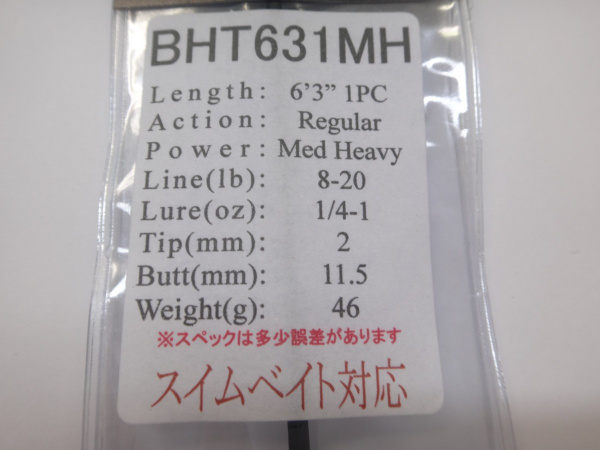 BHT631MH
Length: 6'3” 1PC
Action: Regular
Power: Med Heavy
Line(lb): 8-20
Lure(oz): 1/4-1
Tip(mm): 2
Butt(mm): 11.5
Weight(g): 46
※スペックは多少誤差があります
スイムベイト対応